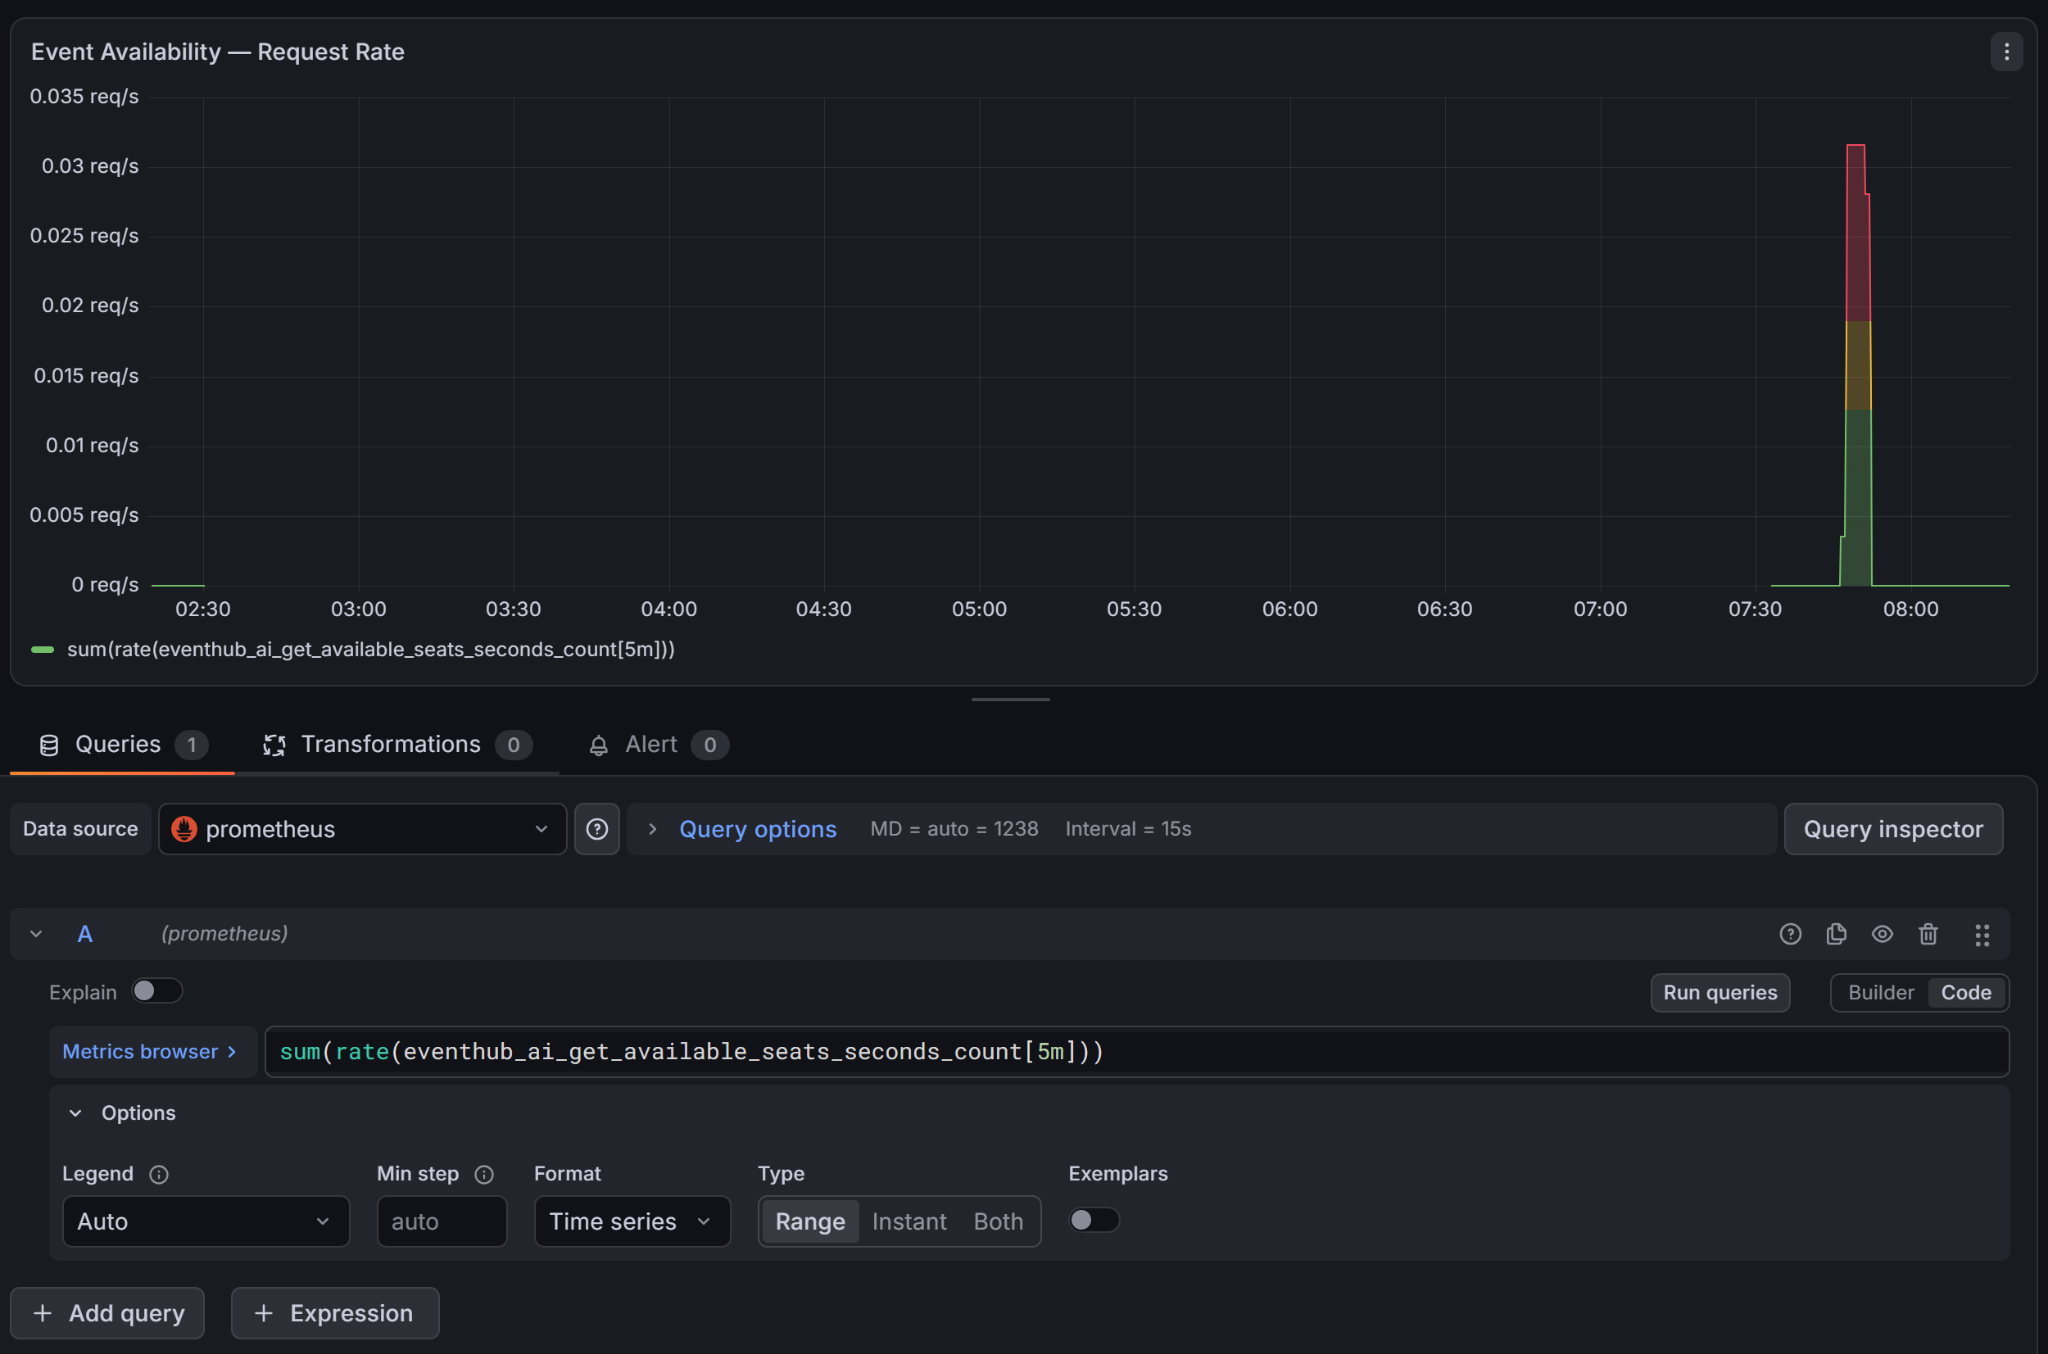 Event Availability — Request Rate
0.035 req/s
0.03 req/s
0.025 req/s
0.02 req/s
0.015 req/s
0.01 req/s
0.005 req/s
0 req/s
02:30 03:00 03:30 04:00 04:30 05:00 05:30 06:00 06:30 07:00 07:30 08:00
sum(rate(eventhub_ai_get_available_seats_seconds_count[5m]))
Queries 1 Transformations 0 Alert 0
Data source prometheus Query options MD = auto = 1238 Interval = 15s Query inspector
A (prometheus)
Explain Run queries Builder Code
Metrics browser > sum(rate(eventhub_ai_get_available_seats_seconds_count[5m]))
Options
Legend Min step Format Type Exemplars
Auto auto Time series Range Instant Both
+ Add query + Expression